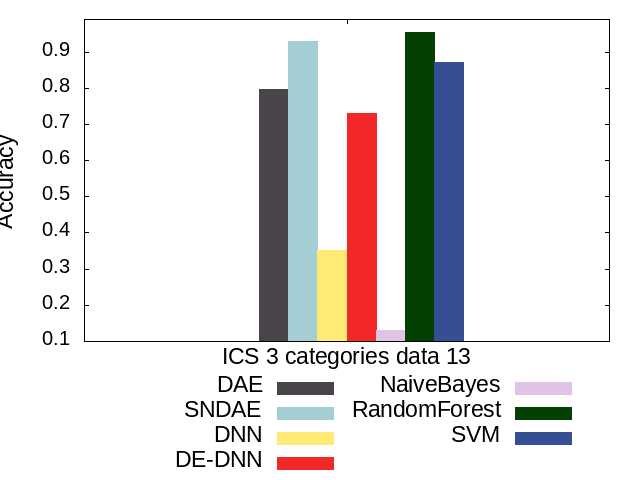 0.9
0.8
0.7
0.6
0.5
0.4
0.3
0.2
0.1
Accuracy
ICS 3 categories data 13
DAE
SNDAE
DNN
DE-DNN
NaiveBayes
RandomForest
SVM